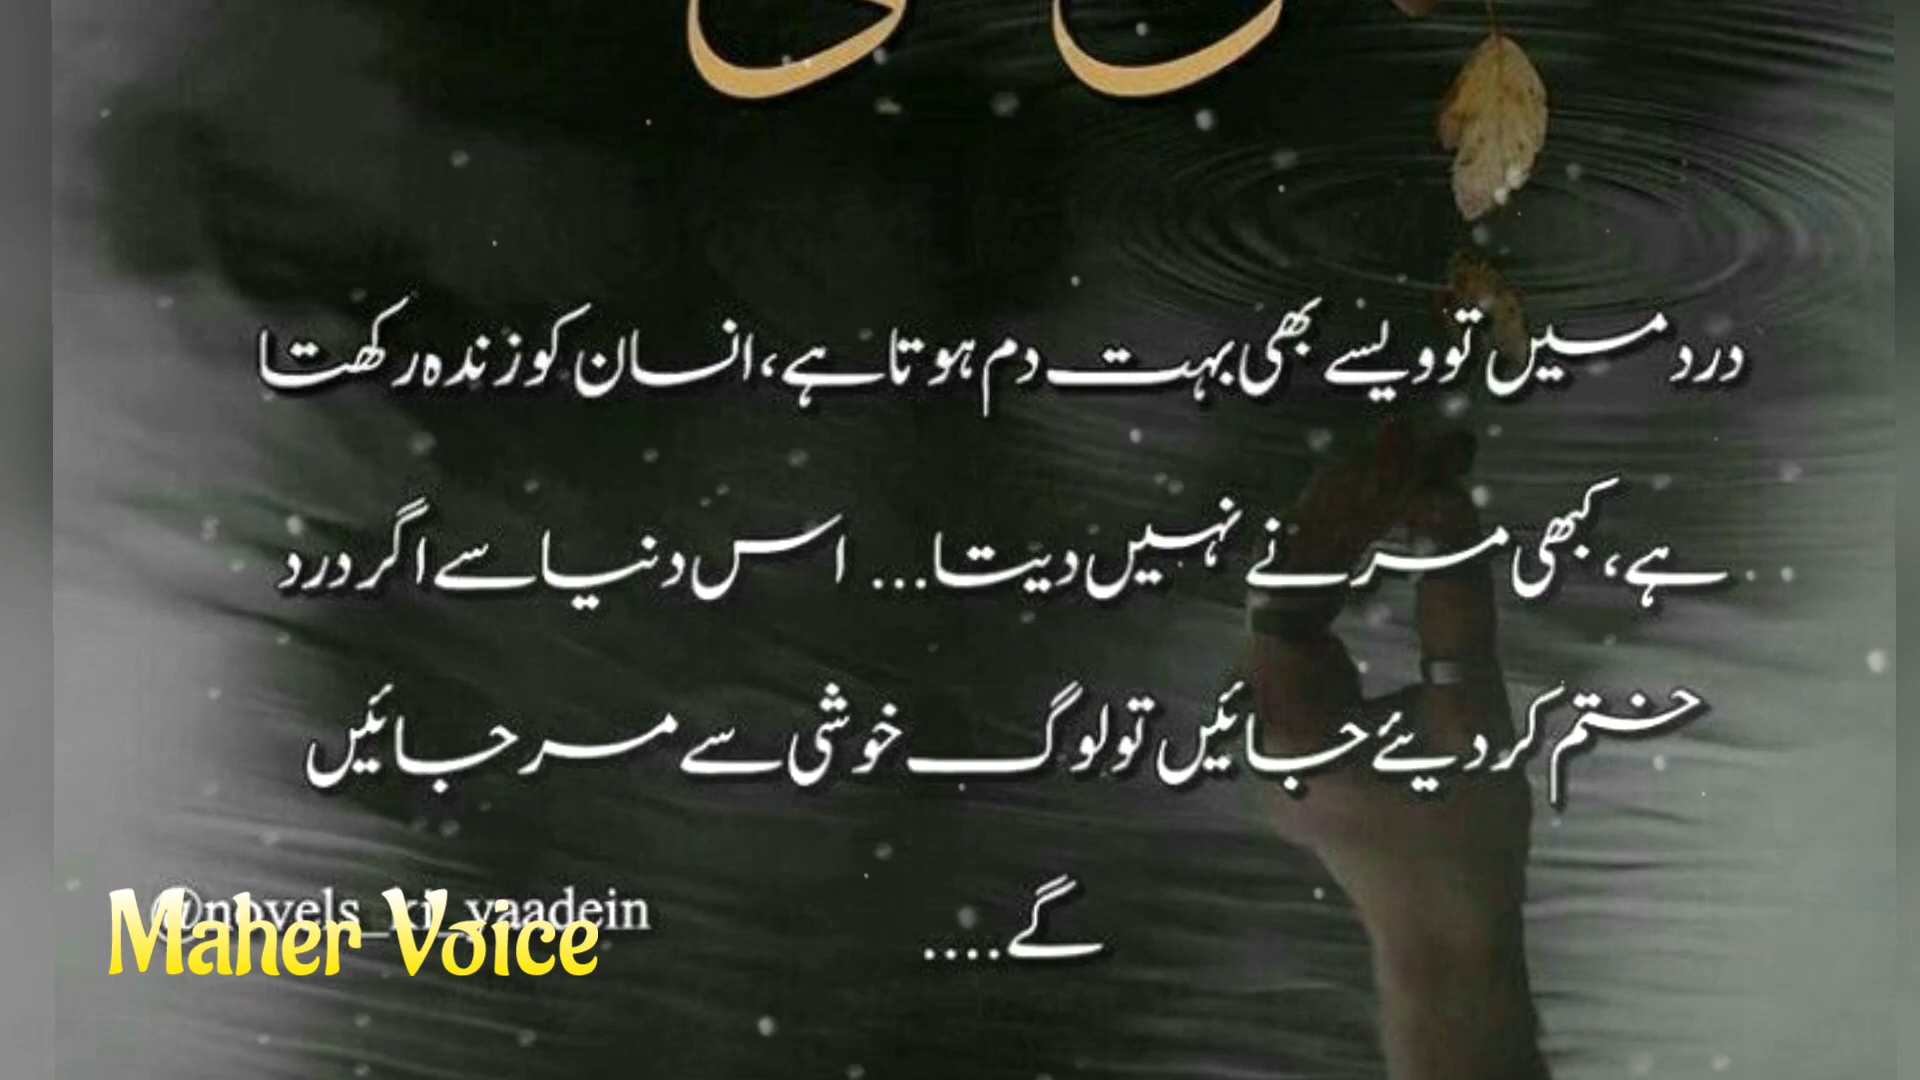 درد میں تو ویسے بھی بہت دم ہوتا ہے، انسان کو زندہ رکھتا
ہے، کبھی مرنے نہیں دیتا... اس دنیا سے اگر درد
ختم کر دیئے جائیں تو لوگ خوشی سے مر جائیں
گے....
@novels_ki_yaadein
Maher Voice